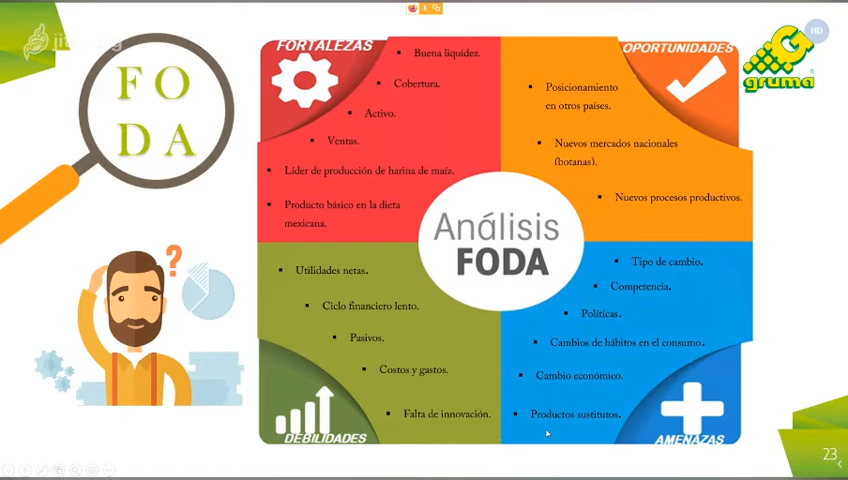 FO
DA
?
FORTALEZAS
▪ Buena liquidez.
▪ Cobertura.
▪ Activo.
▪ Ventas.
▪ Líder de producción de harina de maíz.
▪ Producto básico en la dieta
mexicana.
OPORTUNIDADES
▪ Posicionamiento
en otros países.
▪ Nuevos mercados nacionales
(botanas).
▪ Nuevos procesos productivos.
HD
G
gruma
Análisis
FODA
▪ Utilidades netas.
▪ Ciclo financiero lento.
▪ Pasivos.
▪ Costos y gastos.
▪ Falta de innovación.
DEBILIDADES
▪ Tipo de cambio.
▪ Competencia.
▪ Políticas.
▪ Cambios de hábitos en el consumo.
▪ Cambio económico.
▪ Productos sustitutos.
AMENAZAS
23